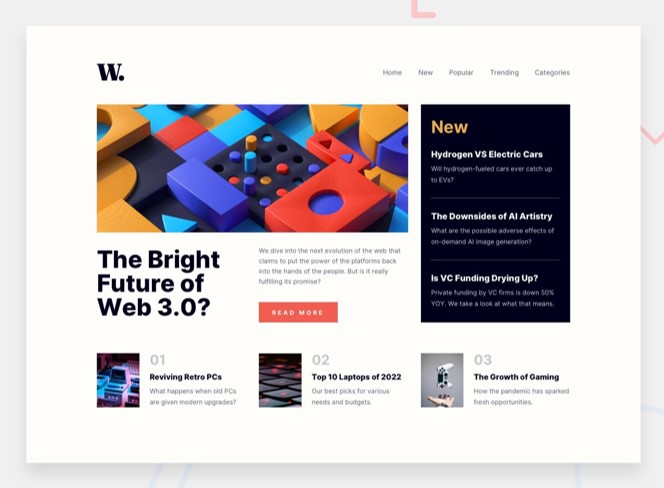 W.
Home New Popular Trending Categories
The Bright
Future of
Web 3.0?
We dive into the next evolution of the web that
claims to put the power of the platforms back
into the hands of the people. But is it really
fulfilling its promise?
READ MORE
New
Hydrogen VS Electric Cars
Will hydrogen-fueled cars ever catch up
to EVs?
The Downsides of AI Artistry
What are the possible adverse effects of
on-demand AI image generation?
Is VC Funding Drying Up?
Private funding by VC firms is down 50%
YOY. We take a look at what that means.
01
Reviving Retro PCs
What happens when old PCs
are given modern upgrades?
02
Top 10 Laptops of 2022
Our best picks for various
needs and budgets.
03
The Growth of Gaming
How the pandemic has sparked
fresh opportunities.